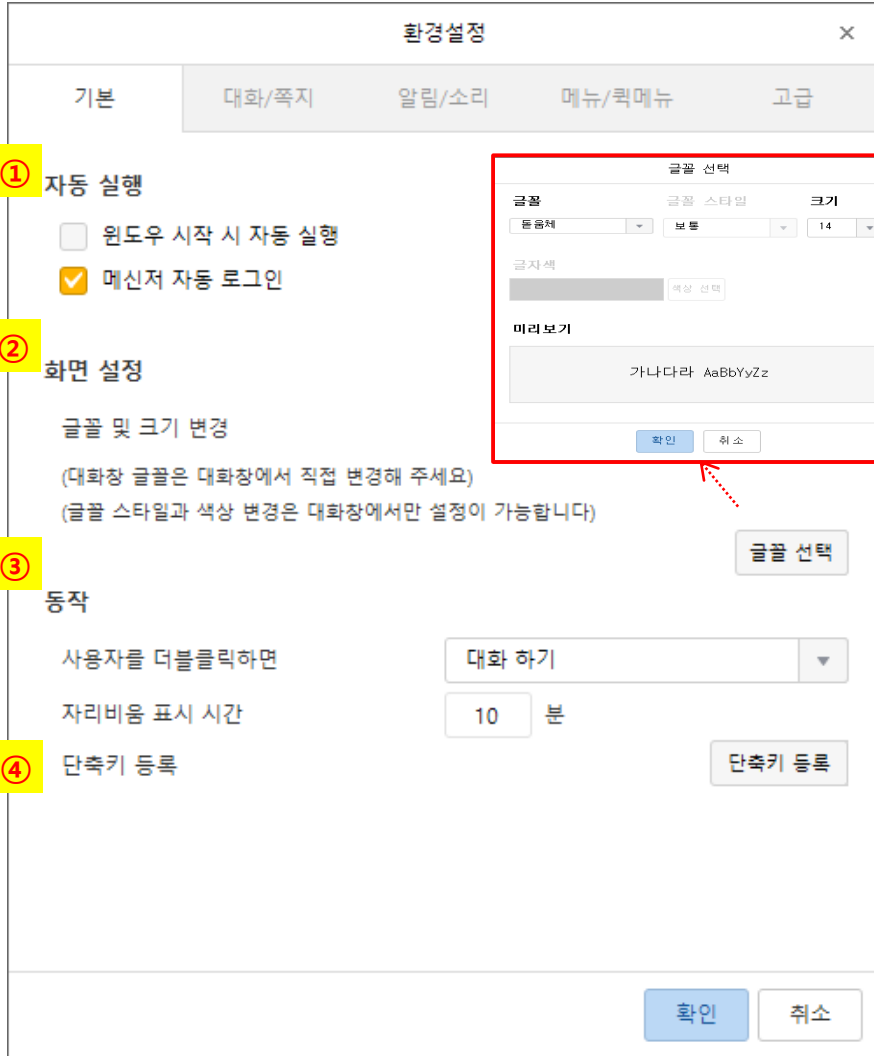 환경설정 ×
기본 대화/쪽지 알림/소리 메뉴/퀵메뉴 고급
① 자동 실행
윈도우 시작 시 자동 실행
메신저 자동 로그인
글꼴 선택
글꼴 글꼴 스타일 크기
돋움체 보통 14
글자색
색상 선택
미리보기
가나다라 AaBbYyZz
확인 취소
② 화면 설정
글꼴 및 크기 변경
(대화창 글꼴은 대화창에서 직접 변경해 주세요)
(글꼴 스타일과 색상 변경은 대화창에서만 설정이 가능합니다)
글꼴 선택
③ 동작
사용자를 더블클릭하면 대화 하기
자리비움 표시 시간 10 분
④ 단축키 등록 단축키 등록
확인 취소